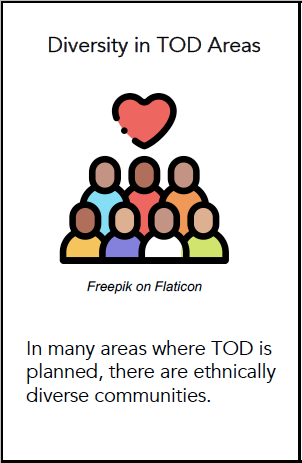 Diversity in TOD Areas
Freepik on Flaticon
In many areas where TOD is
planned, there are ethnically
diverse communities.